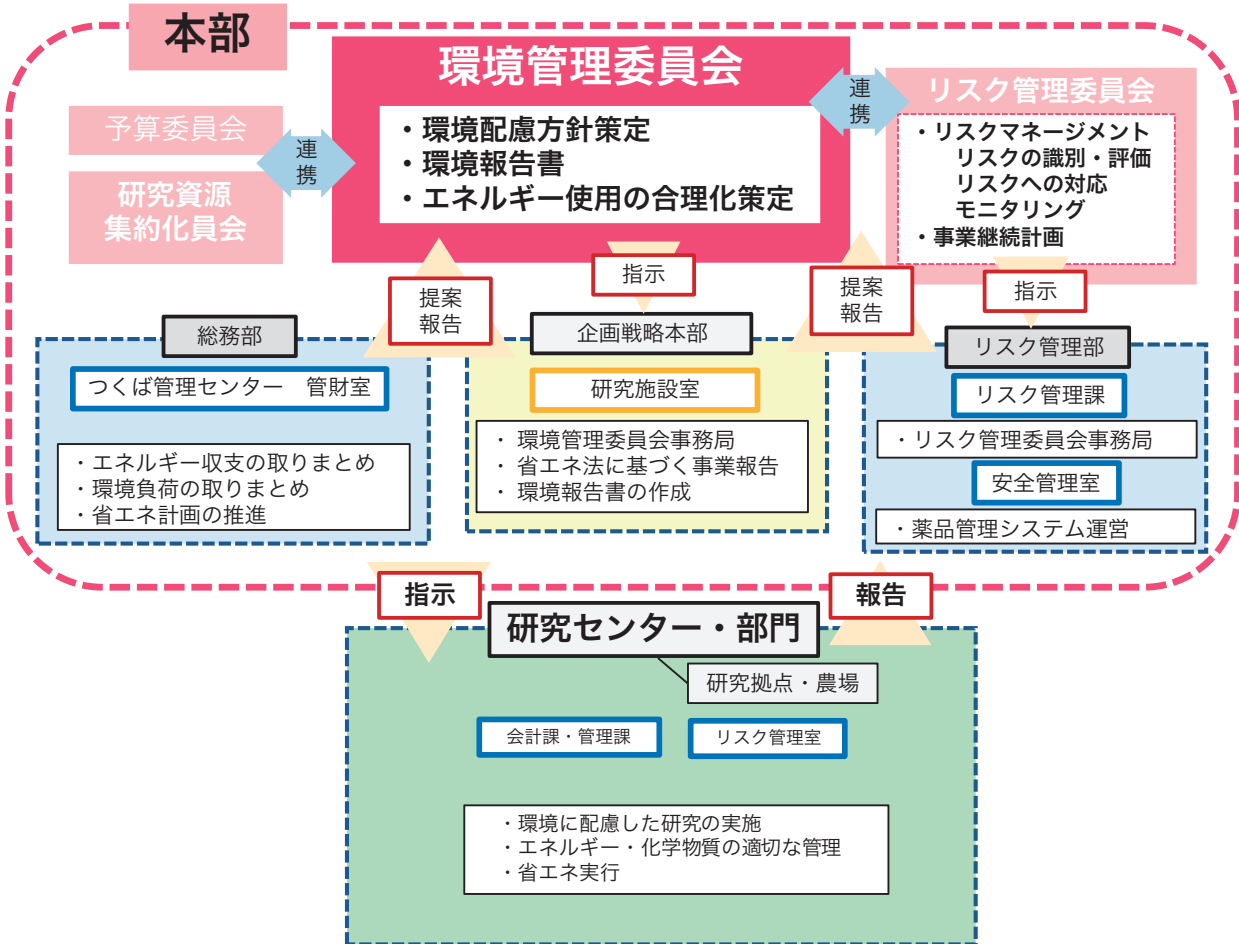 本部
環境管理委員会
・環境配慮方針策定
・環境報告書
・エネルギー使用の合理化策定
予算委員会
研究資源
集約化員会
連
携
連
携
リスク管理委員会
・リスクマネージメント
リスクの識別・評価
リスクへの対応
モニタリング
・事業継続計画
提案
報告
指示
提案
報告
指示
総務部
つくば管理センター　管財室
・エネルギー収支の取りまとめ
・環境負荷の取りまとめ
・省エネ計画の推進
企画戦略本部
研究施設室
・ 環境管理委員会事務局
・ 省エネ法に基づく事業報告
・ 環境報告書の作成
リスク管理部
リスク管理課
・リスク管理委員会事務局
安全管理室
・薬品管理システム運営
指示
報告
研究センター・部門
研究拠点・農場
会計課・管理課
リスク管理室
・環境に配慮した研究の実施
・エネルギー・化学物質の適切な管理
・省エネ実行